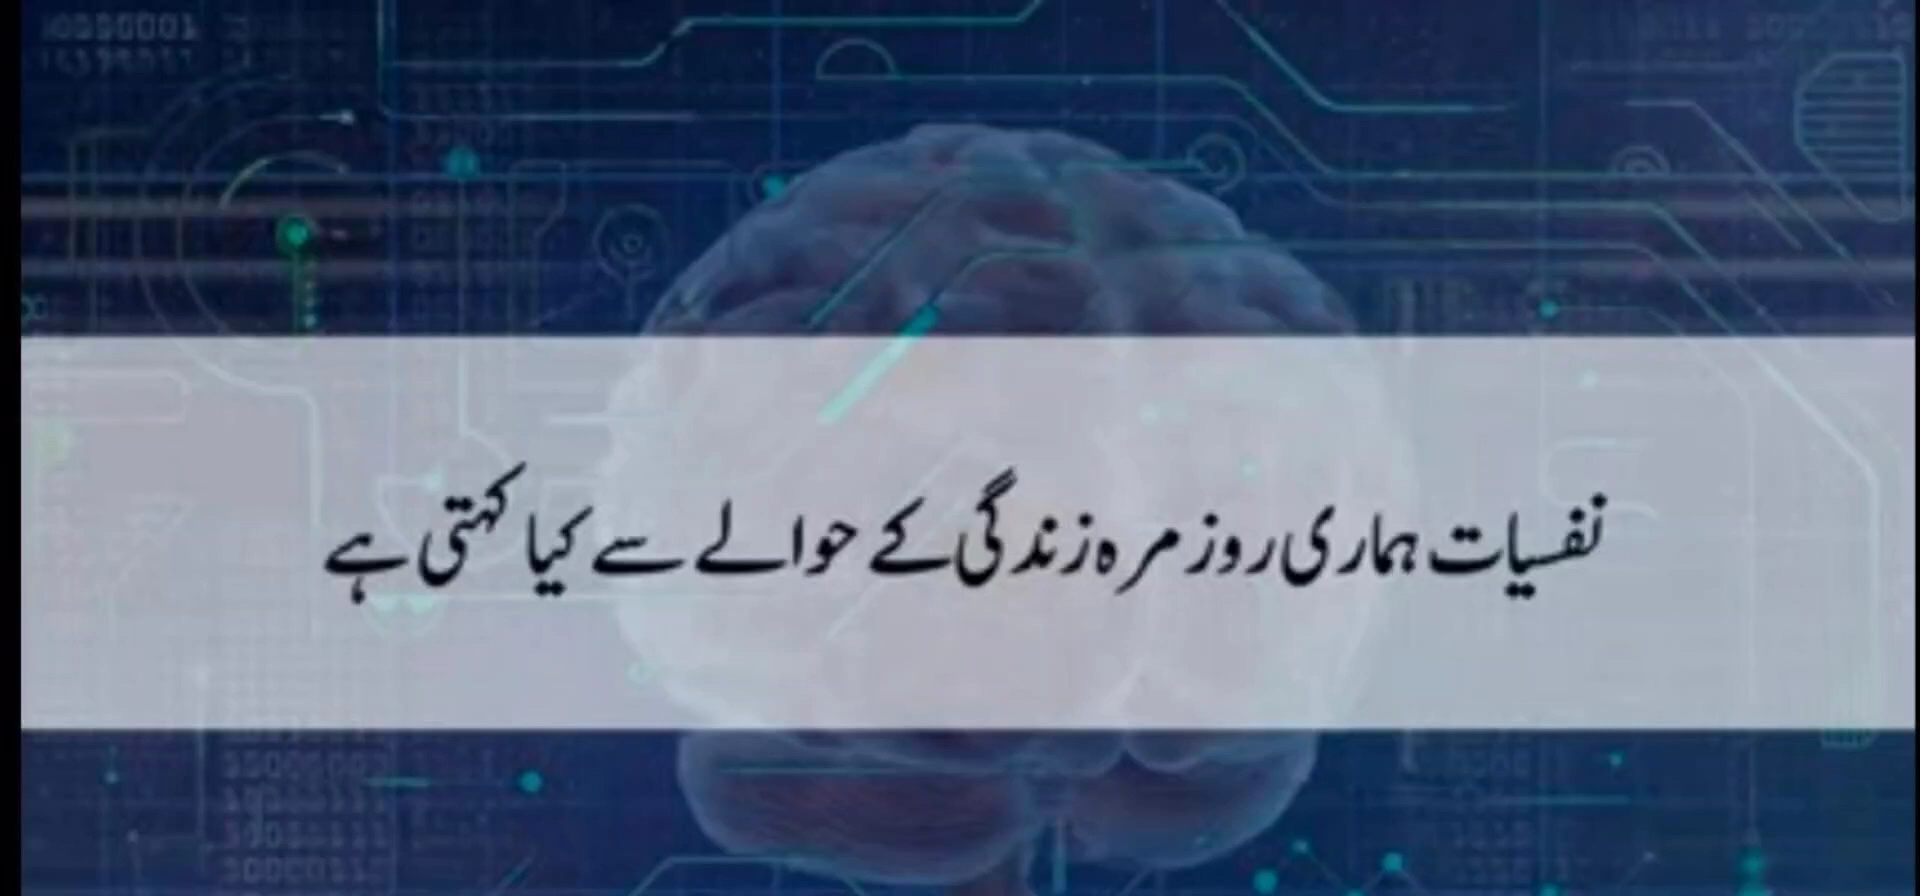 نفسیات ہماری روزمرہ زندگی کے حوالے سے کیا کہتی ہے